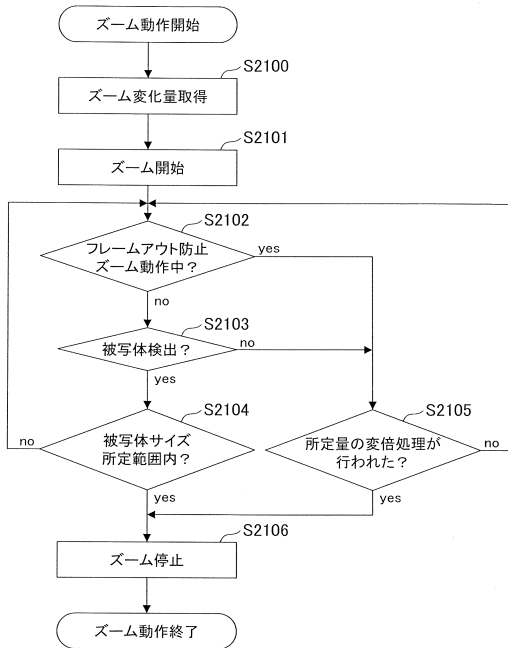 ズーム動作開始
S2100
ズーム変化量取得
S2101
ズーム開始
S2102
フレームアウト防止
ズーム動作中？
yes
no
S2103
被写体検出？
no
yes
S2104
被写体サイズ
所定範囲内？
no
yes
S2105
所定量の変倍処理が
行われた？
no
yes
S2106
ズーム停止
ズーム動作終了